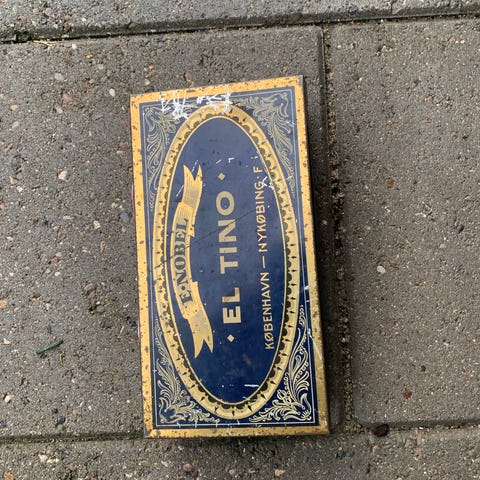 E·NOBEL
· EL TINO ·
KØBENHAVN — NYKØBING·F